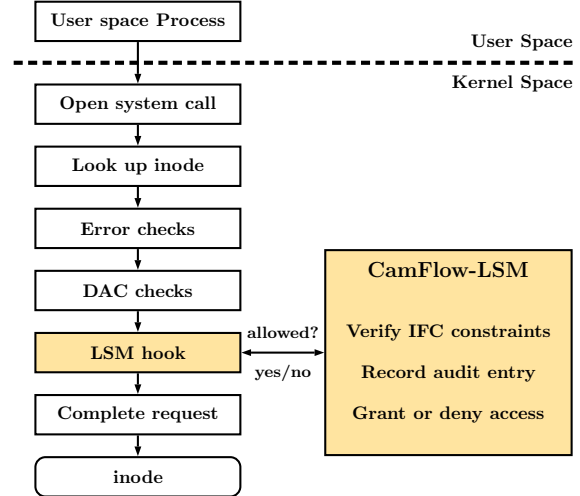 User space Process
User Space
Kernel Space
Open system call
Look up inode
Error checks
DAC checks
LSM hook
allowed?
yes/no
CamFlow-LSM
Verify IFC constraints
Record audit entry
Grant or deny access
Complete request
inode